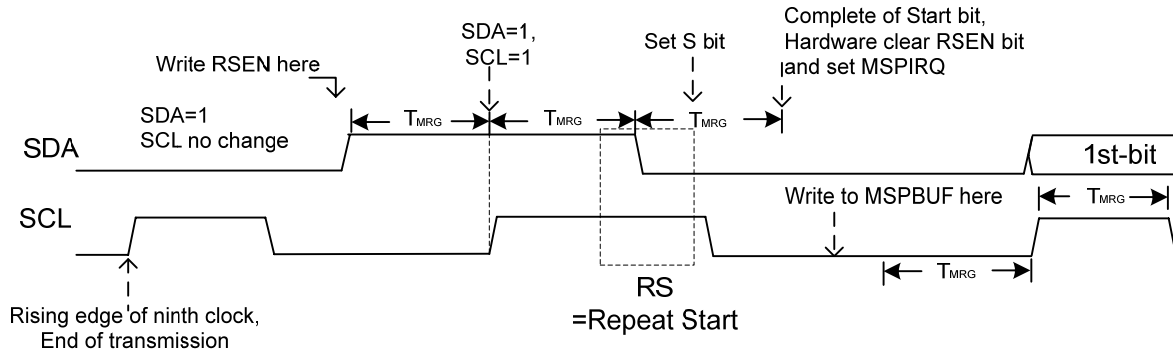 Complete of Start bit,
Hardware clear RSEN bit
and set MSPIRQ
SDA=1,
SCL=1
Set S bit
Write RSEN here
SDA=1
SCL no change
TMRG
TMRG
TMRG
SDA
1st-bit
Write to MSPBUF here
TMRG
SCL
TMRG
RS
=Repeat Start
Rising edge of ninth clock,
End of transmission